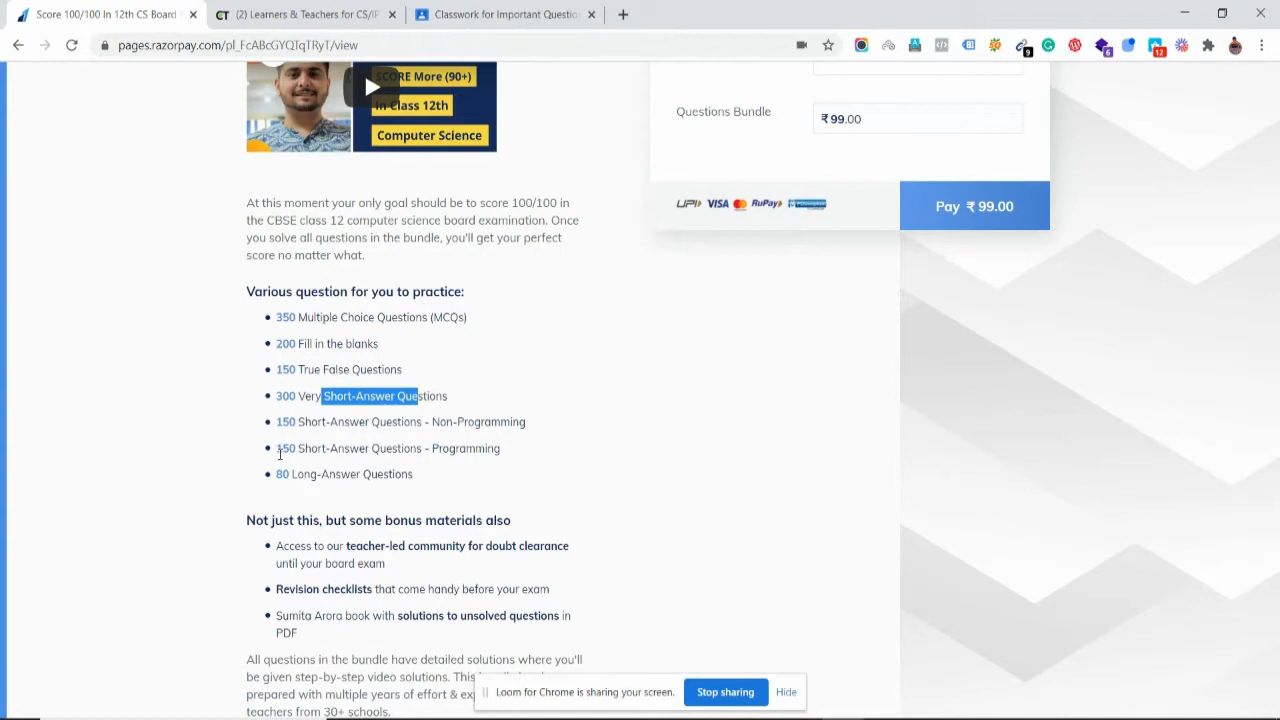 Score 100/100 In 12th CS Board
(2) Learners & Teachers for CS/IP
Classwork for Important Questio
pages.razorpay.com/pl_FcABcGYQTqTRyT/view
9
6
12
SCORE More (90+)
In Class 12th
Computer Science
Questions Bundle
₹ 99.00
UPI VISA RuPay
Pay ₹ 99.00
At this moment your only goal should be to score 100/100 in
the CBSE class 12 computer science board examination. Once
you solve all questions in the bundle, you'll get your perfect
score no matter what.
Various question for you to practice:
350 Multiple Choice Questions (MCQs)
200 Fill in the blanks
150 True False Questions
300 Very Short-Answer Questions
150 Short-Answer Questions - Non-Programming
150 Short-Answer Questions - Programming
80 Long-Answer Questions
Not just this, but some bonus materials also
Access to our teacher-led community for doubt clearance
until your board exam
Revision checklists that come handy before your exam
Sumita Arora book with solutions to unsolved questions in
PDF
All questions in the bundle have detailed solutions where you'll
be given step-by-step video solutions. This
prepared with multiple years of effort &
teachers from 30+ schools.
Loom for Chrome is sharing your screen.
Stop sharing
Hide